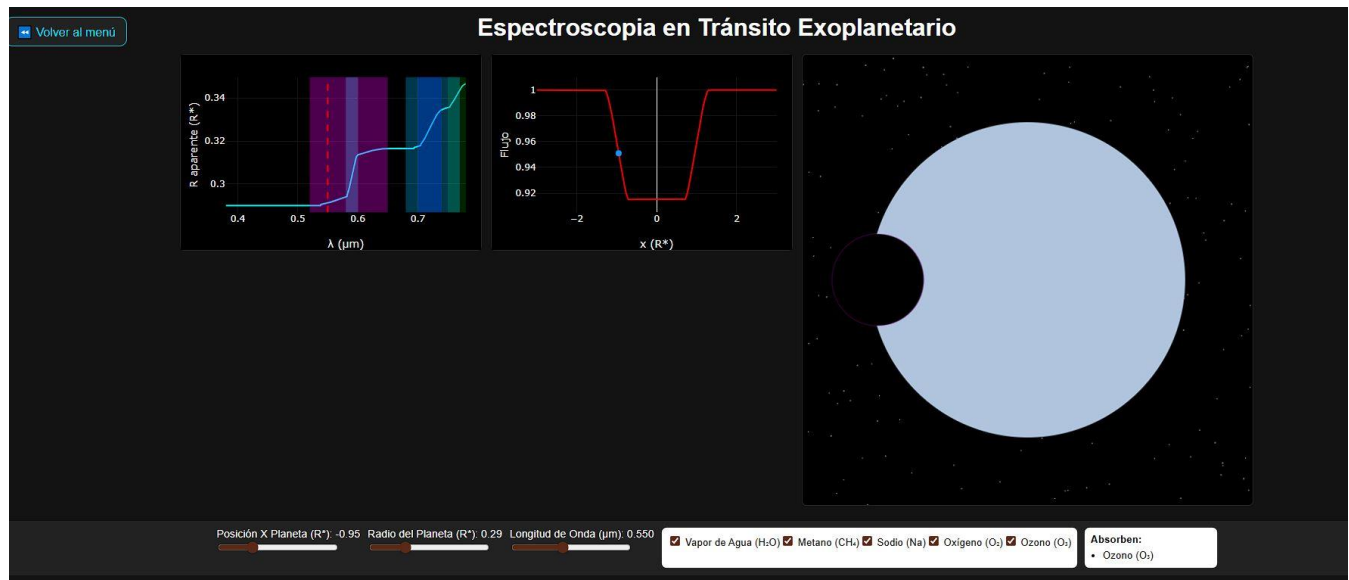 ⏪ Volver al menú
Espectroscopia en Tránsito Exoplanetario
R aparente (R*)
0.34
0.32
0.3
0.4 0.5 0.6 0.7
λ (μm)
Flujo
1
0.98
0.96
0.94
0.92
−2 0 2
x (R*)
Posición X Planeta (R*): -0.95 Radio del Planeta (R*): 0.29 Longitud de Onda (μm): 0.550
Vapor de Agua (H₂O) Metano (CH₄) Sodio (Na) Oxígeno (O₂) Ozono (O₃)
Absorben:
• Ozono (O₃)